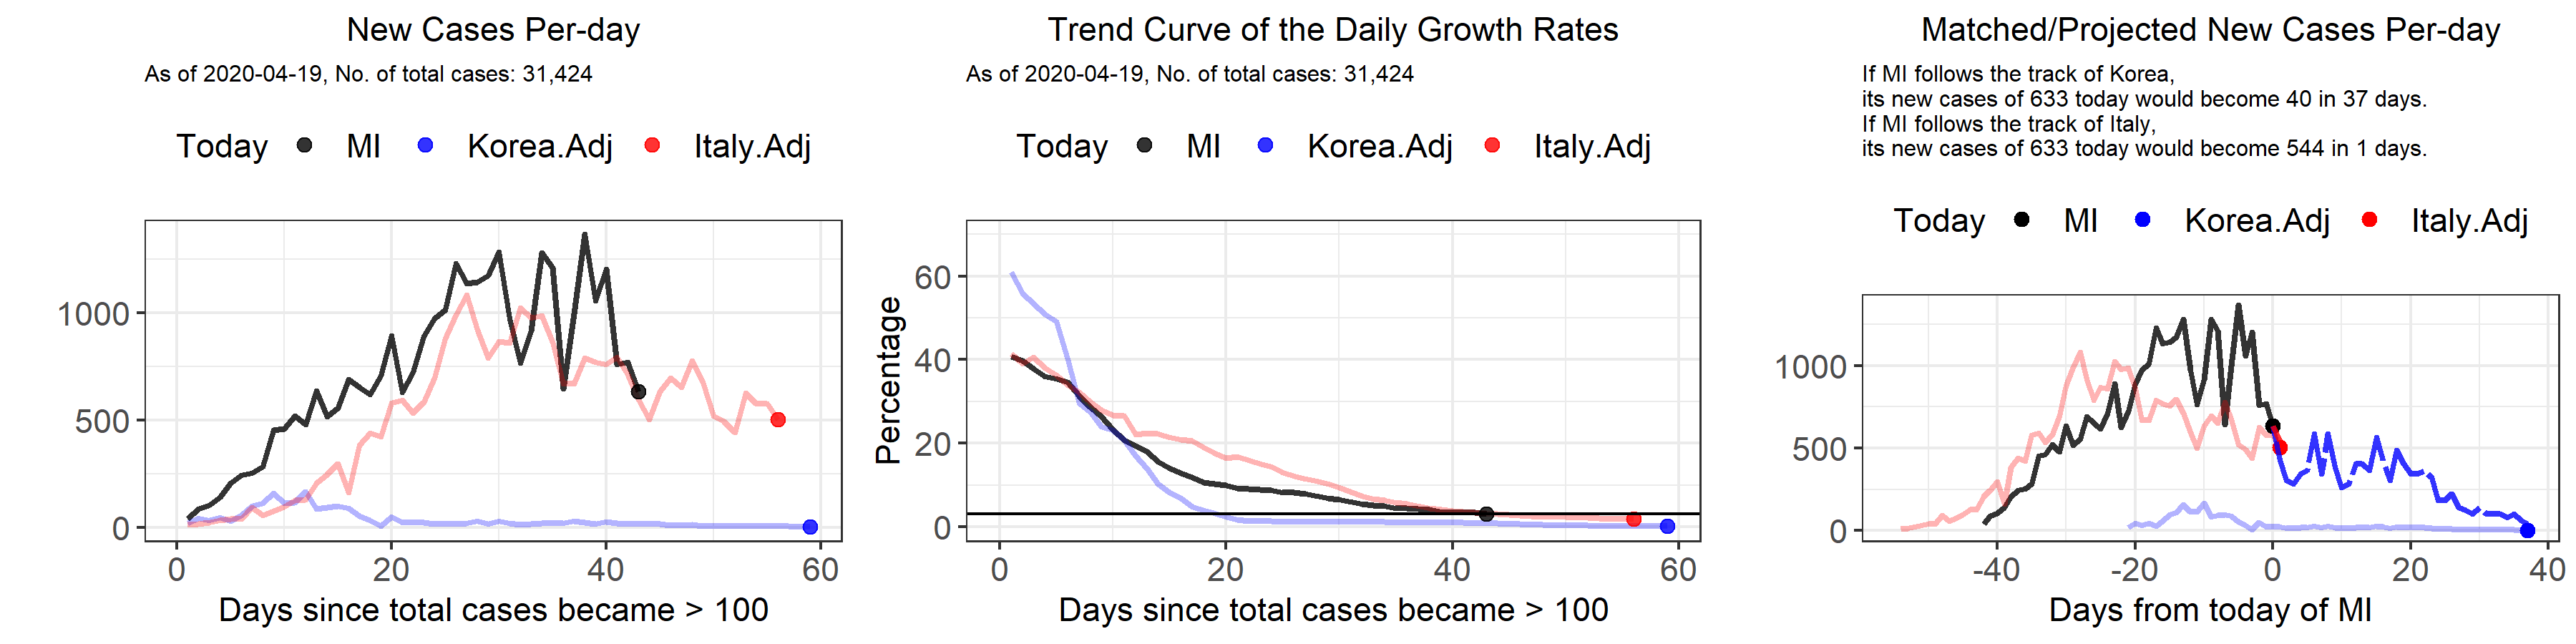 New Cases Per-day
As of 2020-04-19, No. of total cases: 31,424
Today MI Korea.Adj Italy.Adj
1000
500
0
0 20 40 60
Days since total cases became > 100
Trend Curve of the Daily Growth Rates
As of 2020-04-19, No. of total cases: 31,424
Today MI Korea.Adj Italy.Adj
Percentage
60
40
20
0
0 20 40 60
Days since total cases became > 100
Matched/Projected New Cases Per-day
If MI follows the track of Korea,
its new cases of 633 today would become 40 in 37 days.
If MI follows the track of Italy,
its new cases of 633 today would become 544 in 1 days.
Today MI Korea.Adj Italy.Adj
1000
500
0
-40 -20 0 20 40
Days from today of MI